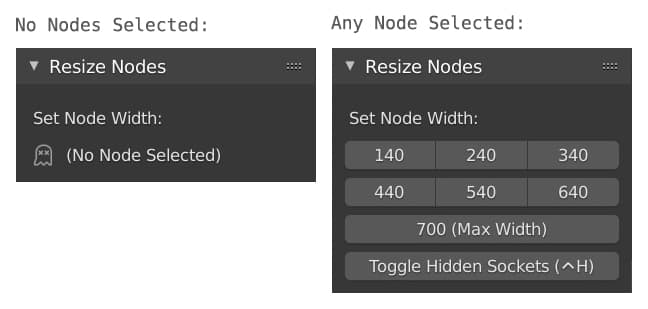 No Nodes Selected:
Resize Nodes
Set Node Width:
(No Node Selected)
Any Node Selected:
Resize Nodes
Set Node Width:
140 240 340
440 540 640
700 (Max Width)
Toggle Hidden Sockets (^H)